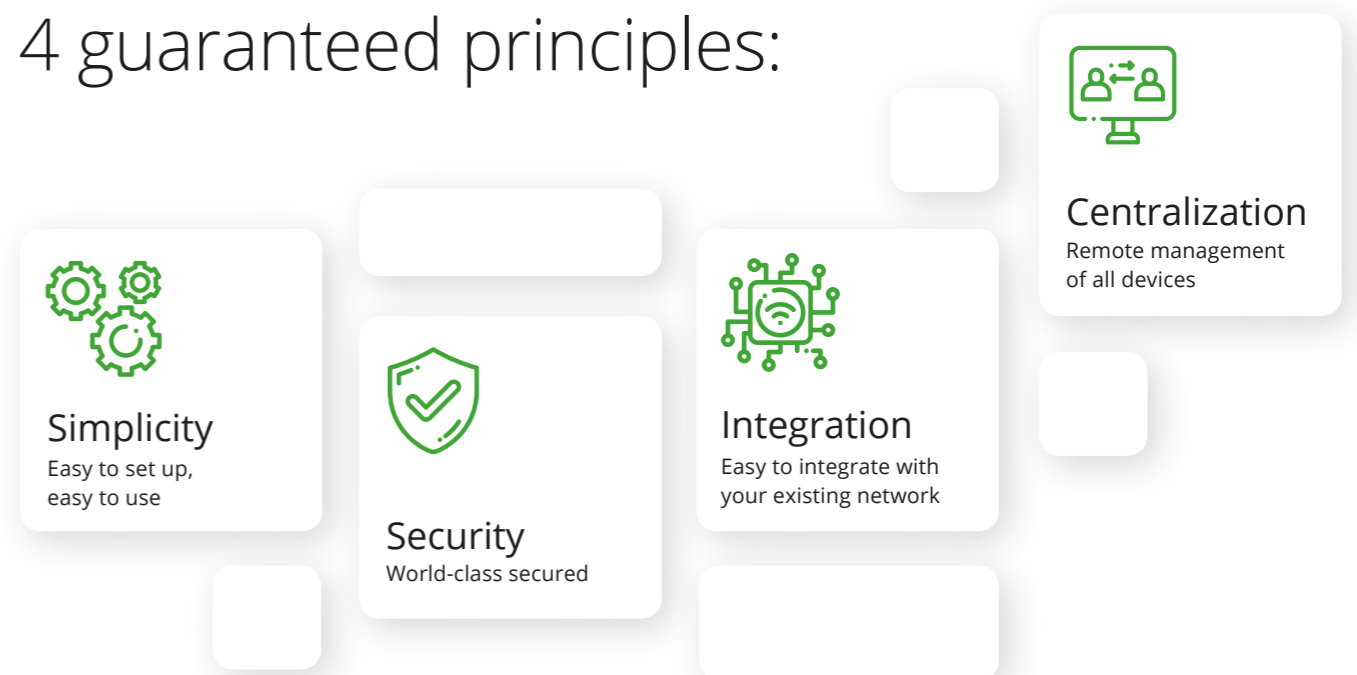 4 guaranteed principles:
Simplicity
Easy to set up,
easy to use
Security
World-class secured
Integration
Easy to integrate with
your existing network
Centralization
Remote management
of all devices